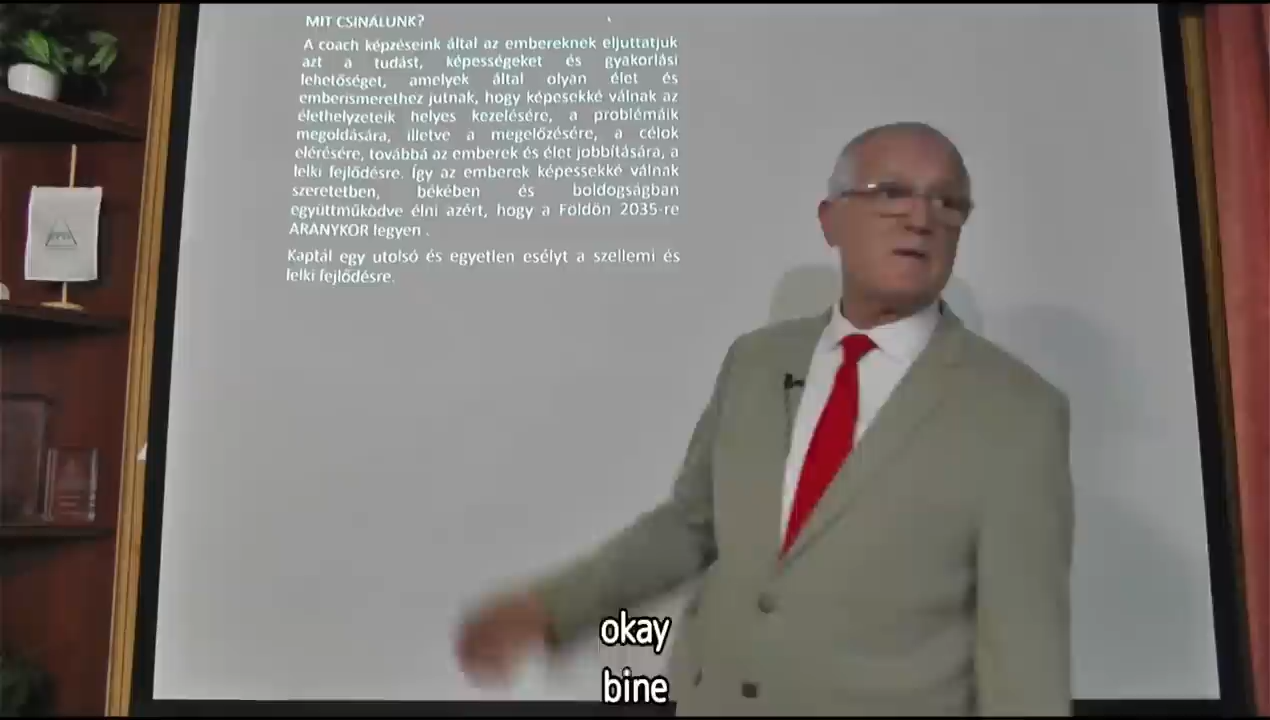 MIT CSINÁLUNK?
A coach képzéseink által az embereknek eljuttatjuk
azt a tudást, képességeket és gyakorlási
lehetőséget, amelyek által olyan élet és
emberismerethez jutnak, hogy képesekké válnak az
élethelyzeteik helyes kezelésére, a problémáik
megoldására, illetve a megelőzésére, a célok
elérésére, továbbá az emberek és élet jobbítására, a
lelki fejlődésre. Így az emberek képessekké válnak
szeretetben, békében és boldogságban
együttműködve élni azért, hogy a Földön 2035-re
ARANYKOR legyen .
Kaptál egy utolsó és egyetlen esélyt a szellemi és
lelki fejlődésre.
okay
bine